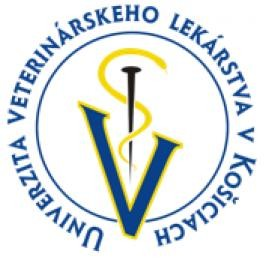 UNIVERZITA VETERINÁRSKEHO LEKÁRSTVA V KOŠICIACH
V